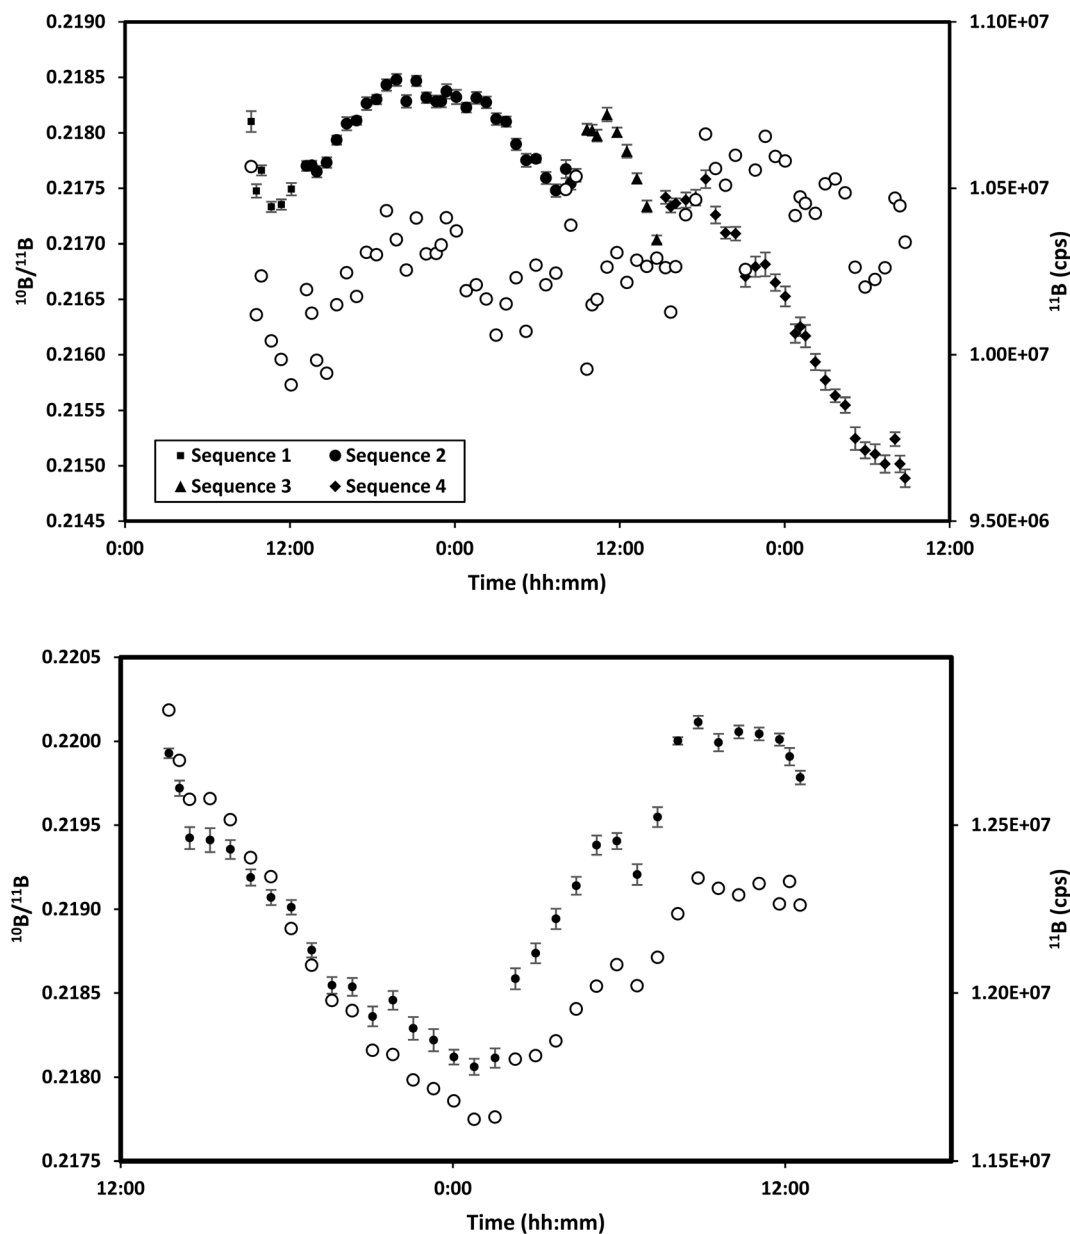 0.2190
0.2185
0.2180
0.2175
0.2170
0.2165
0.2160
0.2155
0.2150
0.2145
¹⁰B/¹¹B
1.10E+07
1.05E+07
1.00E+07
9.50E+06
¹¹B (cps)
Sequence 1 Sequence 2
Sequence 3 Sequence 4
0:00 12:00 0:00 12:00 0:00 12:00
Time (hh:mm)
0.2205
0.2200
0.2195
0.2190
0.2185
0.2180
0.2175
¹⁰B/¹¹B
1.25E+07
1.20E+07
1.15E+07
¹¹B (cps)
12:00 0:00 12:00
Time (hh:mm)